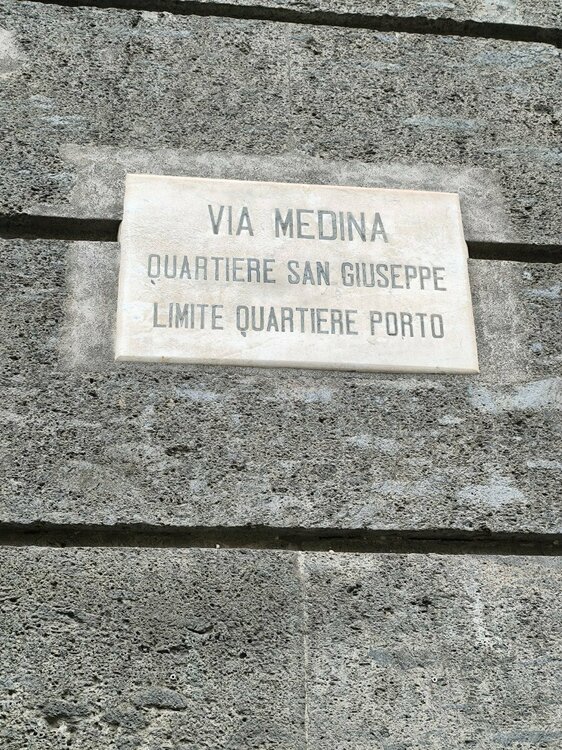 VIA MEDINA
QUARTIERE SAN GIUSEPPE
LIMITE QUARTIERE PORTO